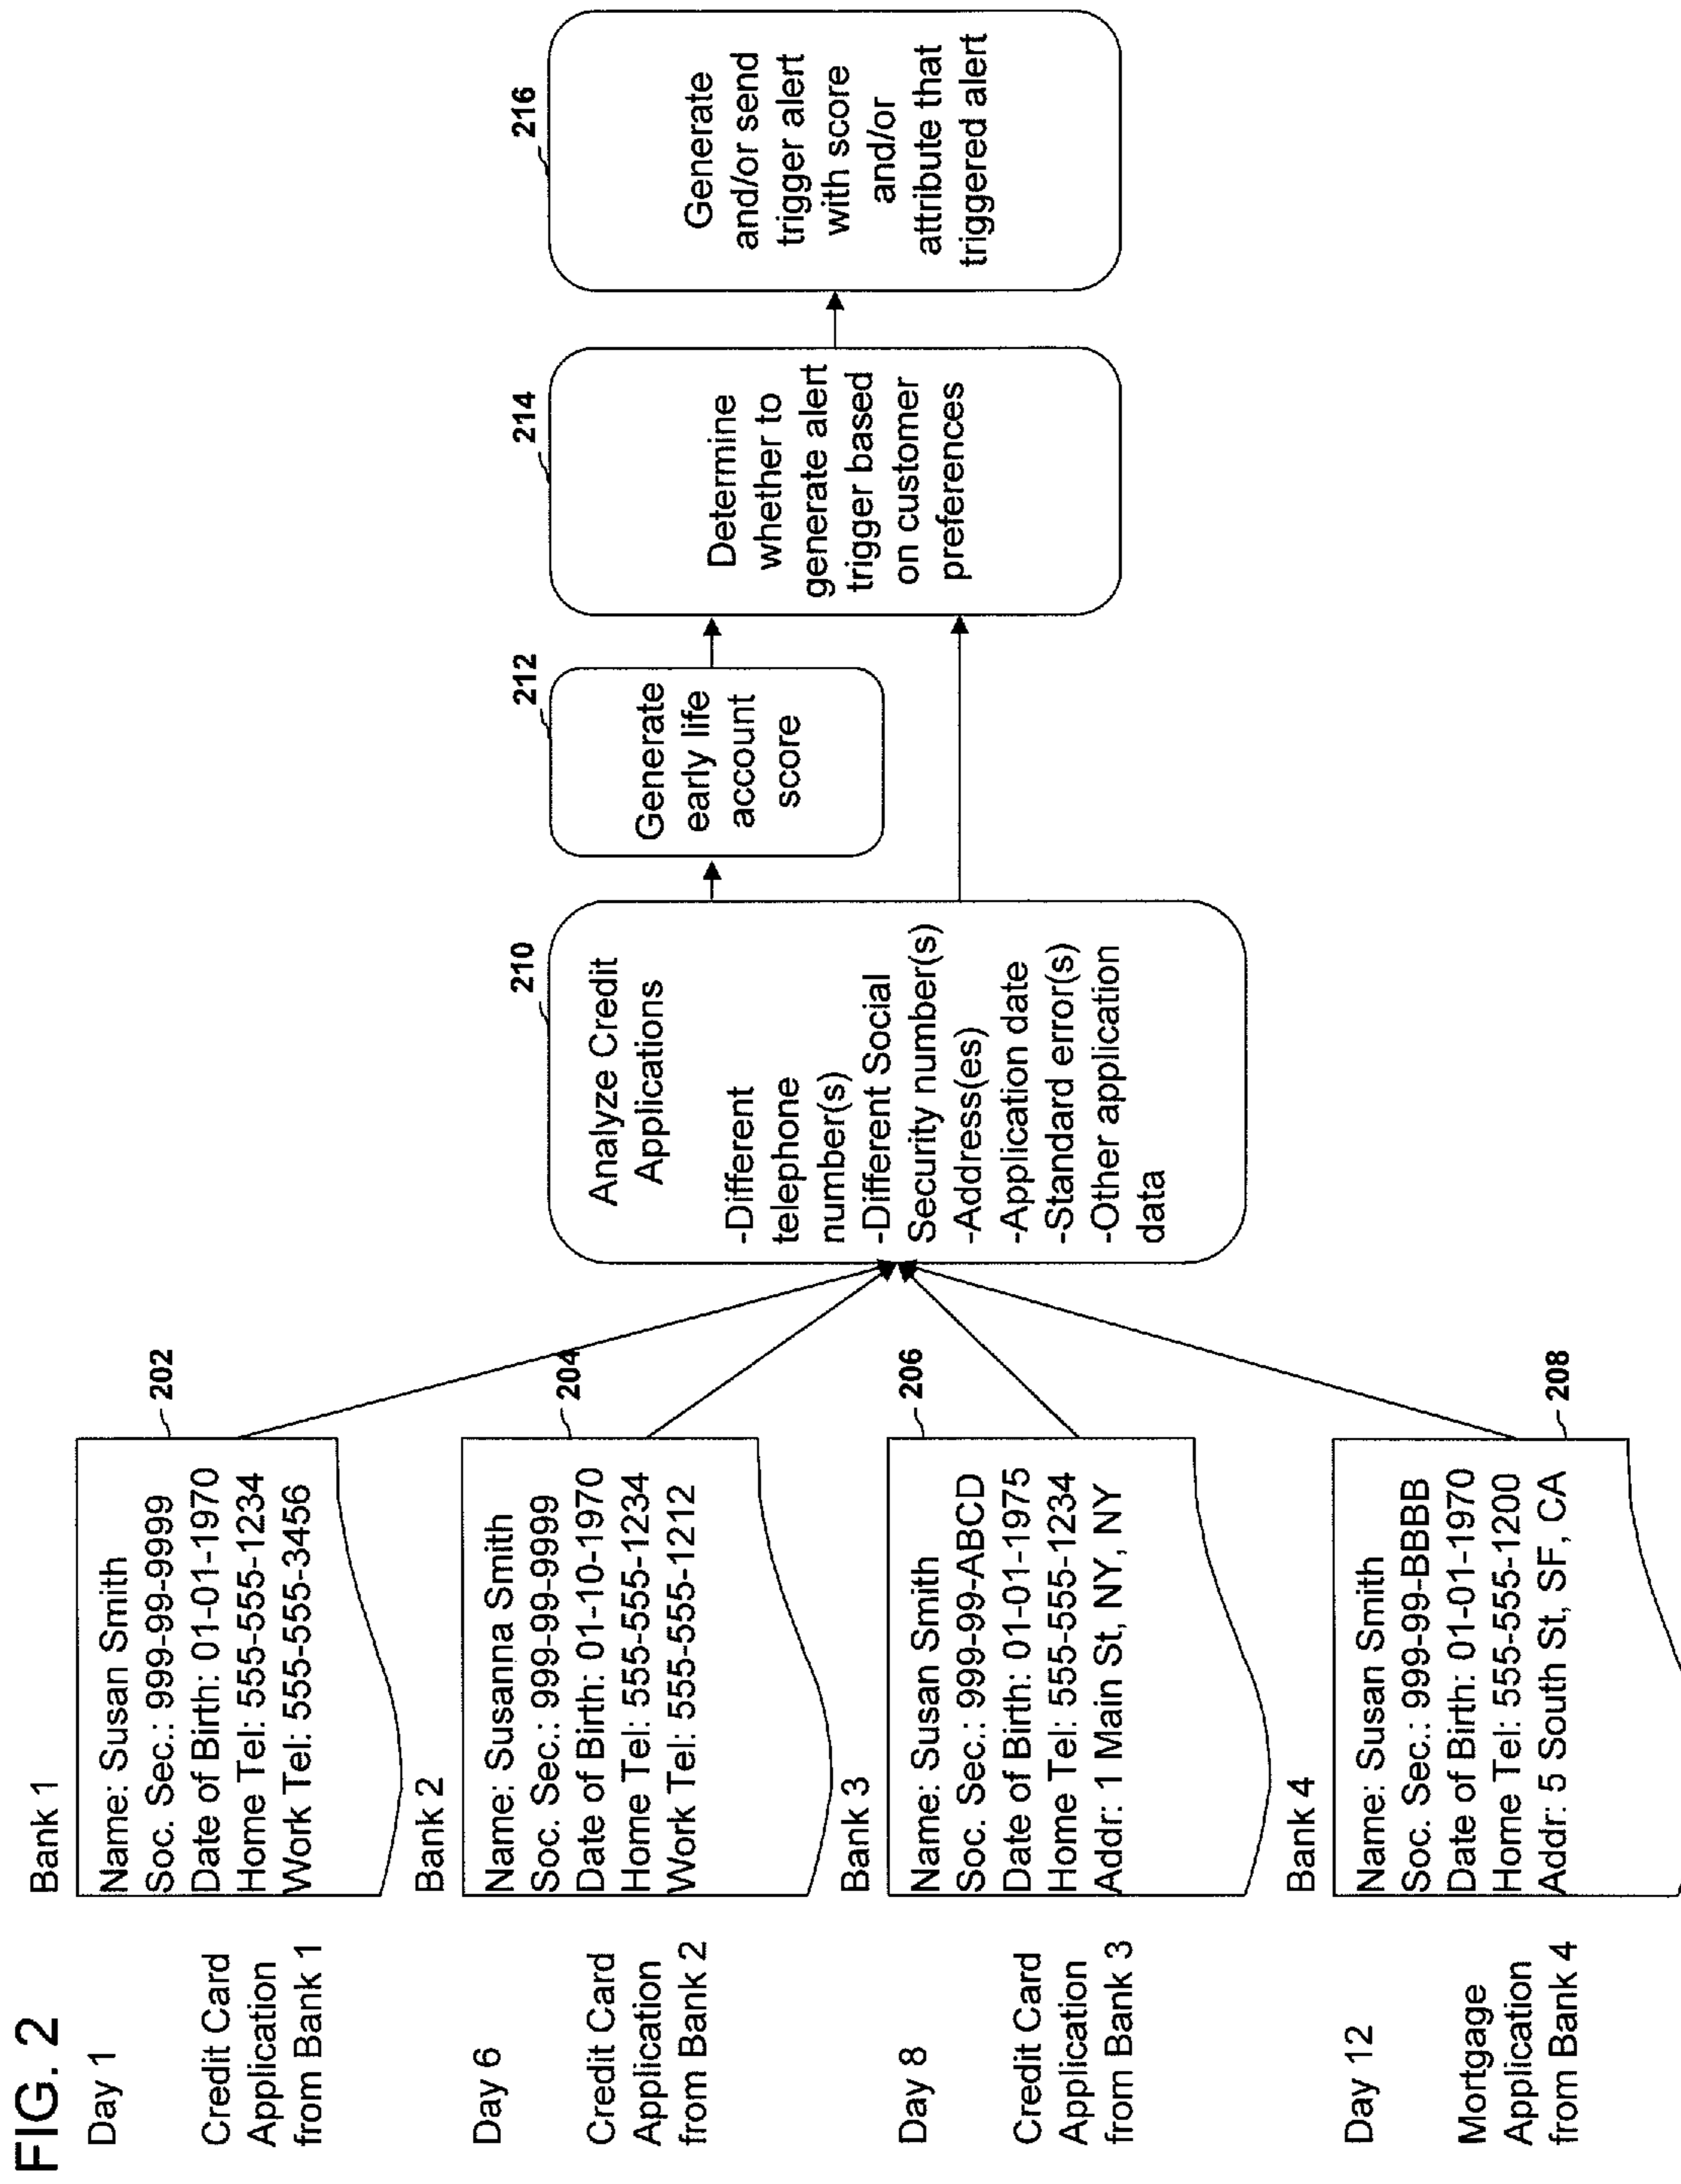 FIG. 2
Day 1
Credit Card
Application
from Bank 1
Bank 1
Name: Susan Smith
Soc. Sec.: 999-99-9999
Date of Birth: 01-01-1970
Home Tel: 555-555-1234
Work Tel: 555-555-3456
202
Day 6
Credit Card
Application
from Bank 2
Bank 2
Name: Susanna Smith
Soc. Sec.: 999-99-9999
Date of Birth: 01-10-1970
Home Tel: 555-555-1234
Work Tel: 555-555-1212
204
Day 8
Credit Card
Application
from Bank 3
Bank 3
Name: Susan Smith
Soc. Sec.: 999-99-ABCD
Date of Birth: 01-01-1975
Home Tel: 555-555-1234
Addr: 1 Main St, NY, NY
206
Day 12
Mortgage
Application
from Bank 4
Bank 4
Name: Susan Smith
Soc. Sec.: 999-99-BBBB
Date of Birth: 01-01-1970
Home Tel: 555-555-1200
Addr: 5 South St, SF, CA
208
210
Analyze Credit
Applications
-Different
telephone
number(s)
-Different Social
Security number(s)
-Address(es)
-Application date
-Standard error(s)
-Other application
data
212
Generate
early life
account
score
214
Determine
whether to
generate alert
trigger based
on customer
preferences
216
Generate
and/or send
trigger alert
with score
and/or
attribute that
triggered alert